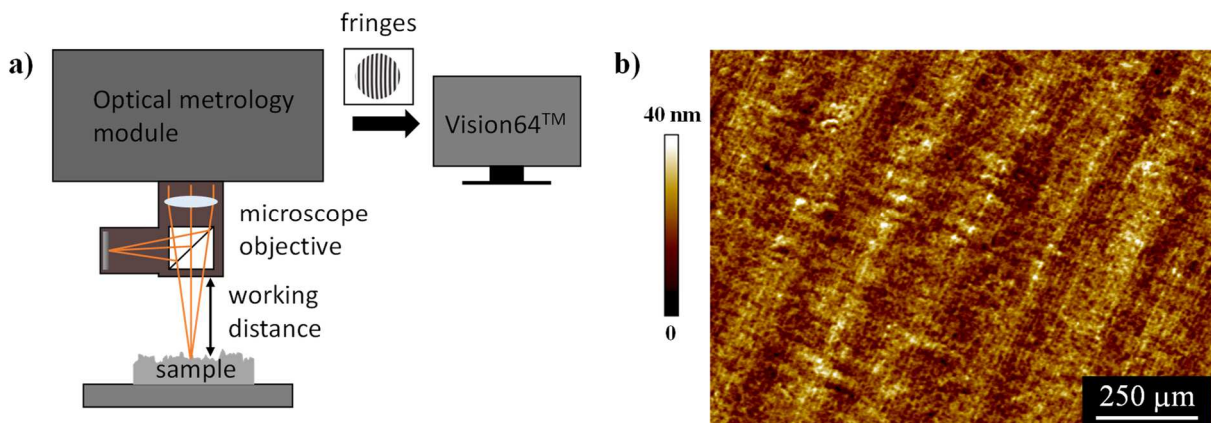 a)
fringes
Optical metrology
module
Vision64TM
microscope
objective
working
distance
sample
b)
40 nm
0
250 µm